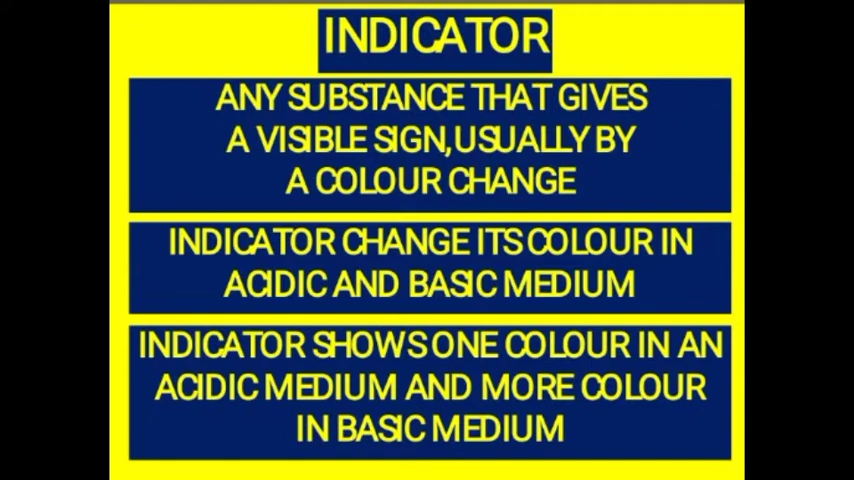 INDICATOR
ANY SUBSTANCE THAT GIVES
A VISIBLE SIGN, USUALLY BY
A COLOUR CHANGE
INDICATOR CHANGE ITS COLOUR IN
ACIDIC AND BASIC MEDIUM
INDICATOR SHOWS ONE COLOUR IN AN
ACIDIC MEDIUM AND MORE COLOUR
IN BASIC MEDIUM